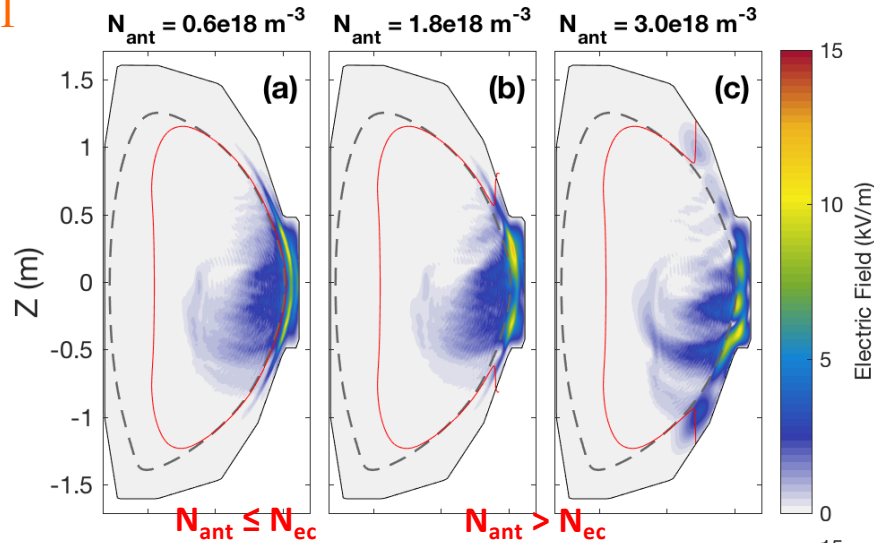 N_ant = 0.6e18 m⁻³ N_ant = 1.8e18 m⁻³ N_ant = 3.0e18 m⁻³
(a) (b) (c)
15
10
5
0
Electric Field (kV/m)
1.5
1
0.5
0
-0.5
-1
-1.5
Z (m)
N_ant ≤ N_ec N_ant > N_ec